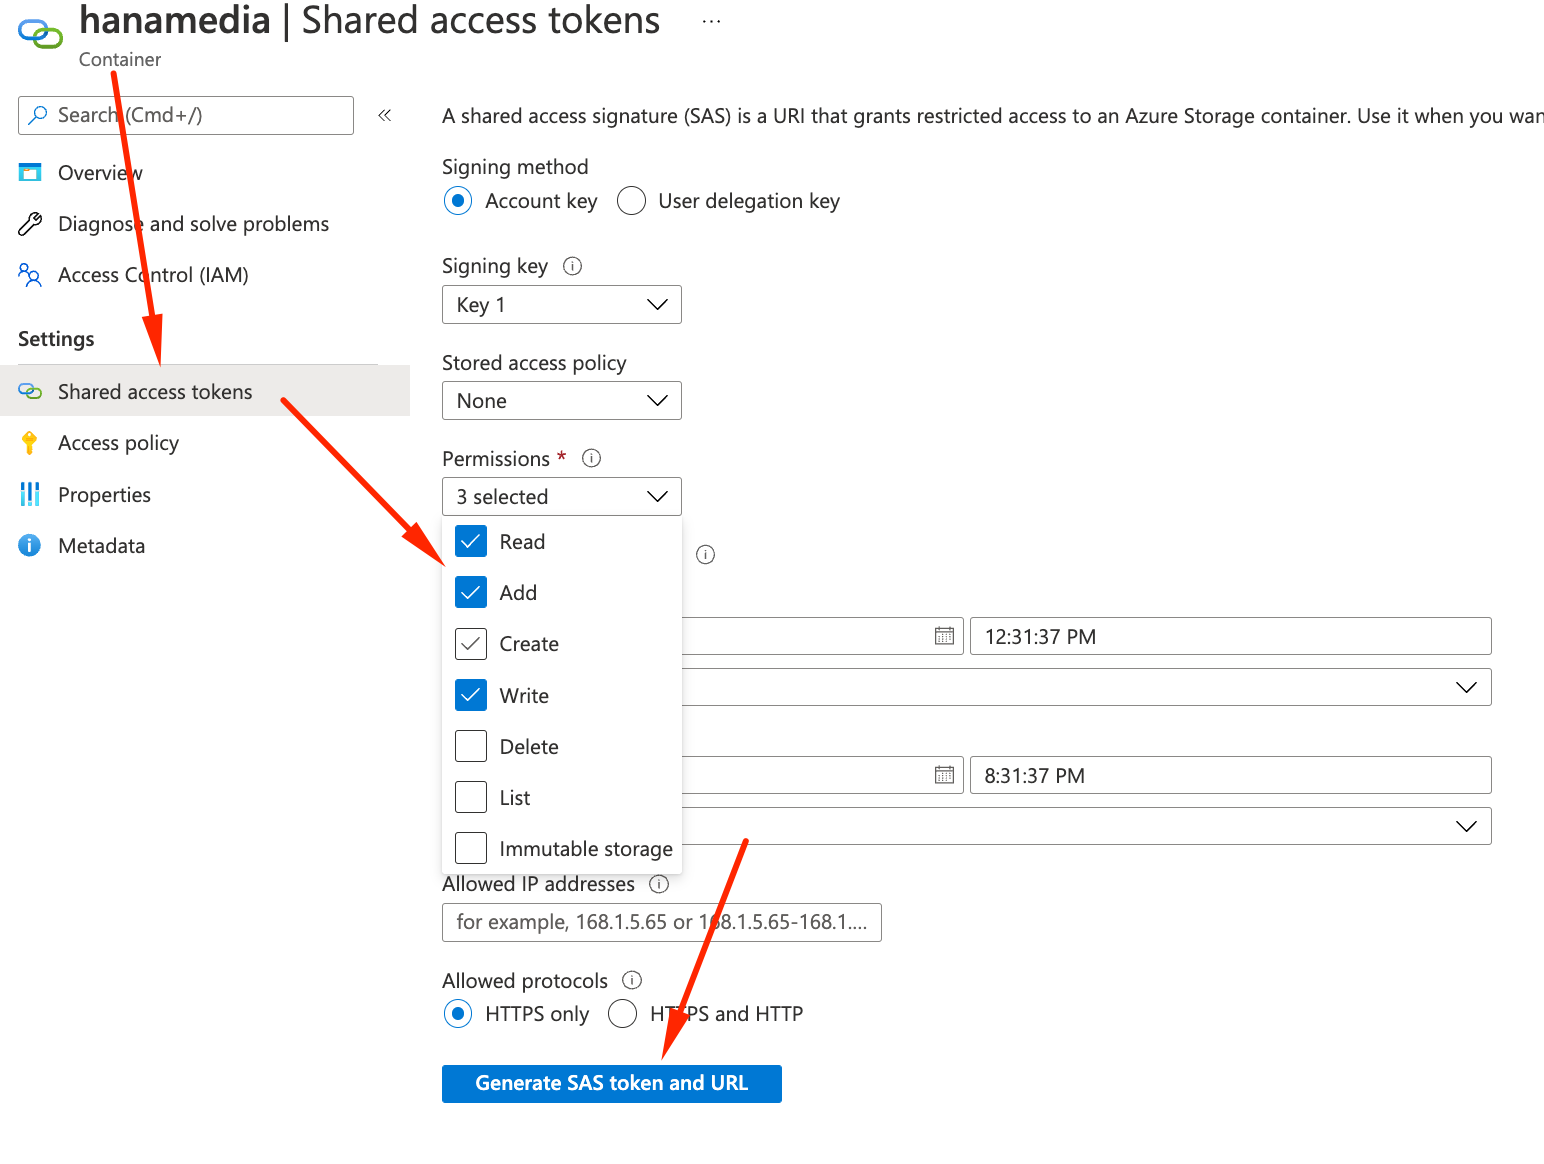 hanamedia | Shared access tokens ...
Container
Search (Cmd+/)
«
Overview
Diagnose and solve problems
Access Control (IAM)
Settings
Shared access tokens
Access policy
Properties
Metadata
A shared access signature (SAS) is a URI that grants restricted access to an Azure Storage container. Use it when you wan
Signing method
Account key User delegation key
Signing key
Key 1
Stored access policy
None
Permissions *
3 selected
Read
Add
Create
Write
Delete
List
Immutable storage
12:31:37 PM
8:31:37 PM
Allowed IP addresses
for example, 168.1.5.65 or 168.1.5.65-168.1....
Allowed protocols
HTTPS only HTTPS and HTTP
Generate SAS token and URL